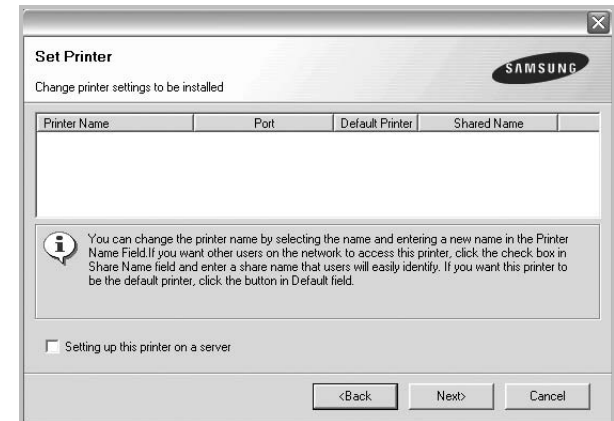 Set Printer
SAMSUNG
Change printer settings to be installed
Printer Name Port Default Printer Shared Name
You can change the printer name by selecting the name and entering a new name in the Printer
Name Field.If you want other users on the network to access this printer, click the check box in
Share Name field and enter a share name that users will easily identify. If you want this printer to
be the default printer, click the button in Default field.
Setting up this printer on a server
<Back Next> Cancel